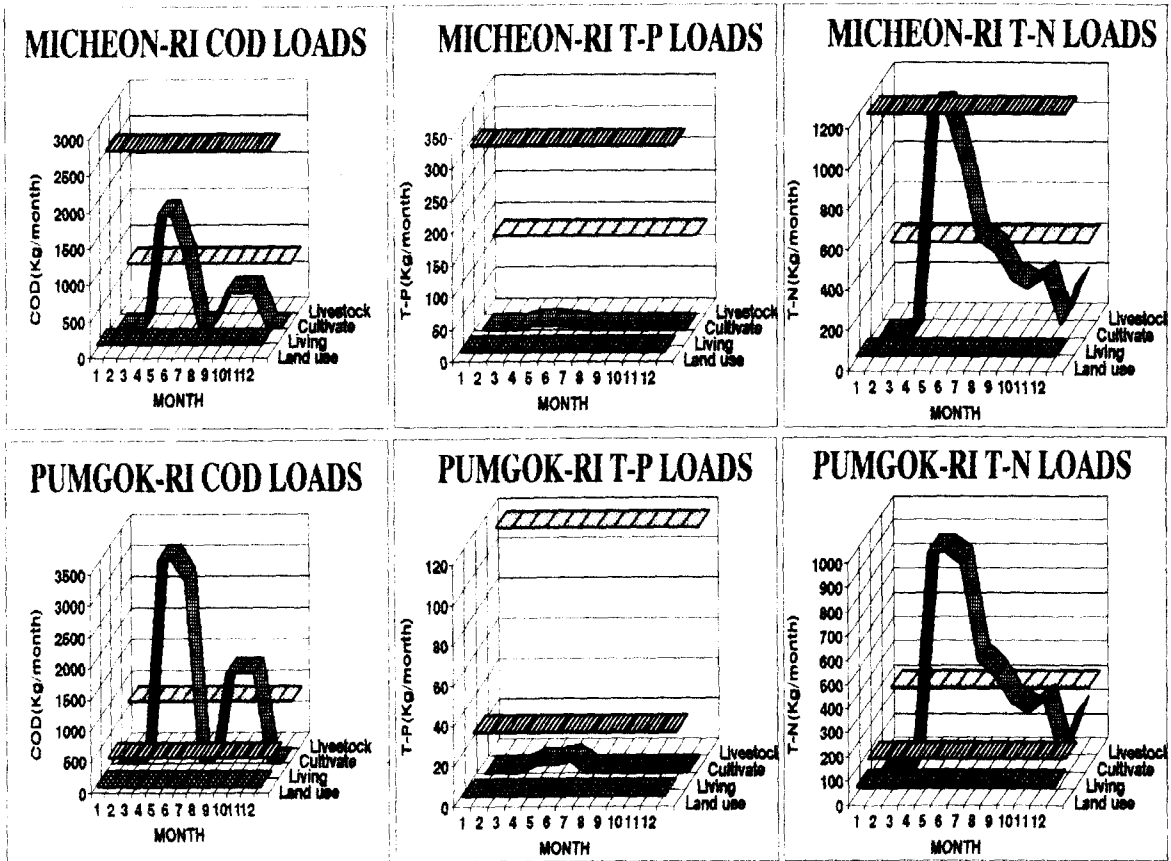 MICHEON-RI COD LOADS
COD(Kg/month)
3000
2500
2000
1500
1000
500
0
1 2 3 4 5 6 7 8 9 10 11 12
MONTH
Livestock
Cultivate
Living
Land use
MICHEON-RI T-P LOADS
T-P(Kg/month)
350
300
250
200
150
100
50
0
1 2 3 4 5 6 7 8 9 10 11 12
MONTH
Livestock
Cultivate
Living
Land use
MICHEON-RI T-N LOADS
T-N(Kg/month)
1200
1000
800
600
400
200
0
1 2 3 4 5 6 7 8 9 10 11 12
MONTH
Livestock
Cultivate
Living
Land use
PUMGOK-RI COD LOADS
COD(Kg/month)
3500
3000
2500
2000
1500
1000
500
0
1 2 3 4 5 6 7 8 9 10 11 12
MONTH
Livestock
Cultivate
Living
Land use
PUMGOK-RI T-P LOADS
T-P(Kg/month)
120
100
80
60
40
20
0
1 2 3 4 5 6 7 8 9 10 11 12
MONTH
Livestock
Cultivate
Living
Land use
PUMGOK-RI T-N LOADS
T-N(Kg/month)
1000
900
800
700
600
500
400
300
200
100
0
1 2 3 4 5 6 7 8 9 10 11 12
MONTH
Livestock
Cultivate
Living
Land use